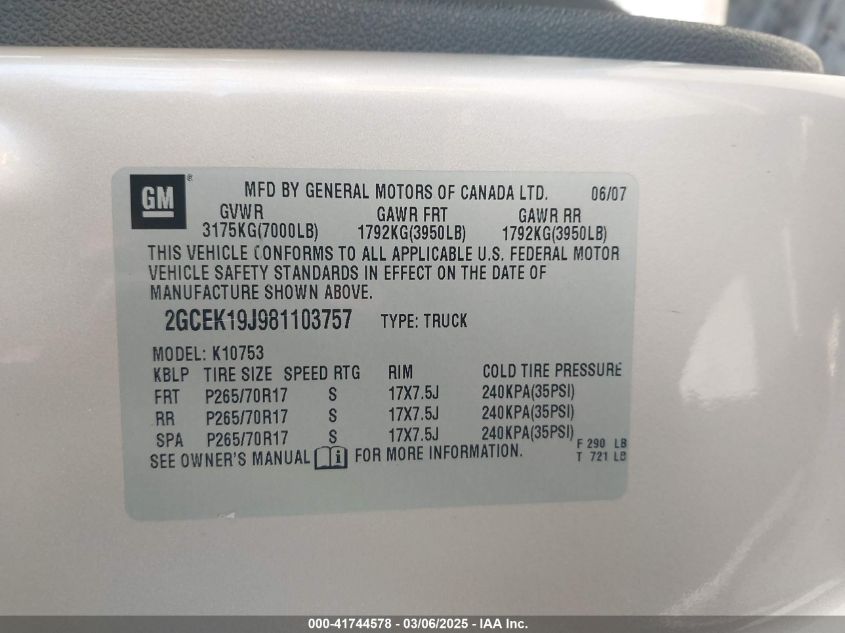 GM
MFD BY GENERAL MOTORS OF CANADA LTD. 06/07
GVWR GAWR FRT GAWR RR
3175KG(7000LB) 1792KG(3950LB) 1792KG(3950LB)
THIS VEHICLE CONFORMS TO ALL APPLICABLE U.S. FEDERAL MOTOR
VEHICLE SAFETY STANDARDS IN EFFECT ON THE DATE OF
MANUFACTURE SHOWN ABOVE.
2GCEK19J981103757 TYPE: TRUCK
MODEL: K10753
KBLP TIRE SIZE SPEED RTG RIM COLD TIRE PRESSURE
FRT P265/70R17 S 17X7.5J 240KPA(35PSI)
RR P265/70R17 S 17X7.5J 240KPA(35PSI)
SPA P265/70R17 S 17X7.5J 240KPA(35PSI)
F 290 LB
SEE OWNER'S MANUAL i FOR MORE INFORMATION. T 721 LB
000-41744578 - 03/06/2025 - IAA Inc.